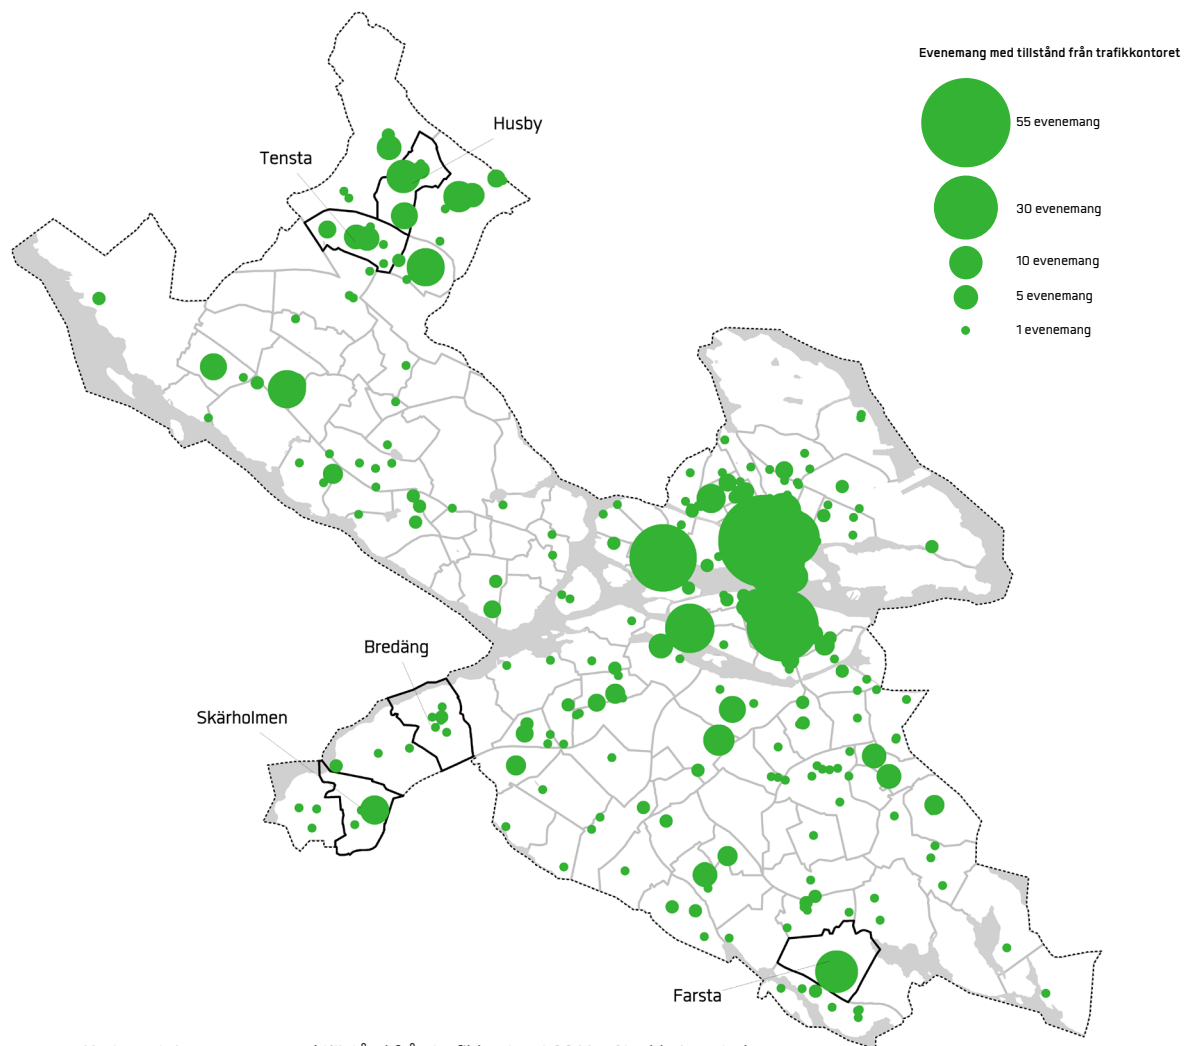 Evenemang med tillstånd från trafikkontoret
55 evenemang
30 evenemang
10 evenemang
5 evenemang
1 evenemang
Husby
Tensta
Bredäng
Skärholmen
Farsta